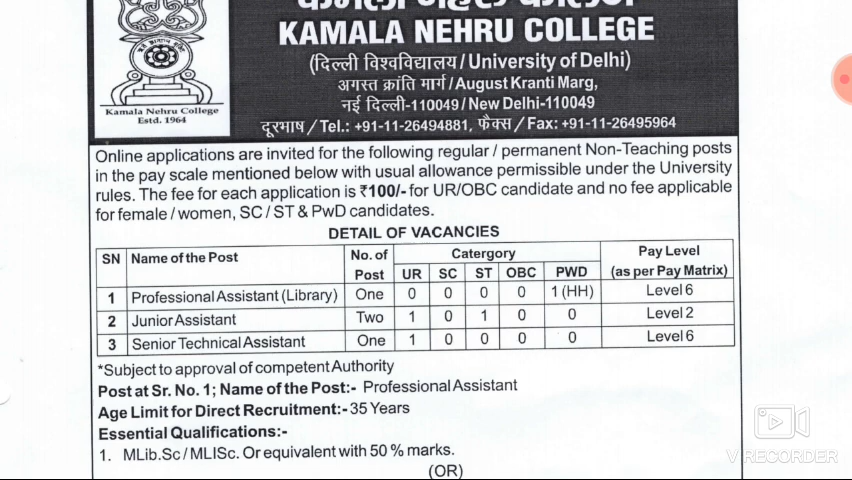 KAMALA NEHRU COLLEGE
(दिल्ली विश्वविद्यालय/University of Delhi)
अगस्त क्रांति मार्ग/August Kranti Marg,
नई दिल्ली-110049/New Delhi-110049
दूरभाष/Tel.: +91-11-26494881, फैक्स/Fax: +91-11-26495964
Kamala Nehru College
Estd. 1964
Online applications are invited for the following regular / permanent Non-Teaching posts
in the pay scale mentioned below with usual allowance permissible under the University
rules. The fee for each application is ₹100/- for UR/OBC candidate and no fee applicable
for female / women, SC / ST & PwD candidates.
DETAIL OF VACANCIES
SN Name of the Post No. of Post Catergory Pay Level (as per Pay Matrix)
UR SC ST OBC PWD
1 Professional Assistant (Library) One 0 0 0 0 1 (HH) Level 6
2 Junior Assistant Two 1 0 1 0 0 Level 2
3 Senior Technical Assistant One 1 0 0 0 0 Level 6
*Subject to approval of competent Authority
Post at Sr. No. 1; Name of the Post:- Professional Assistant
Age Limit for Direct Recruitment:- 35 Years
Essential Qualifications:-
1. MLib.Sc / MLISc. Or equivalent with 50 % marks.
(OR)
V RECORDER